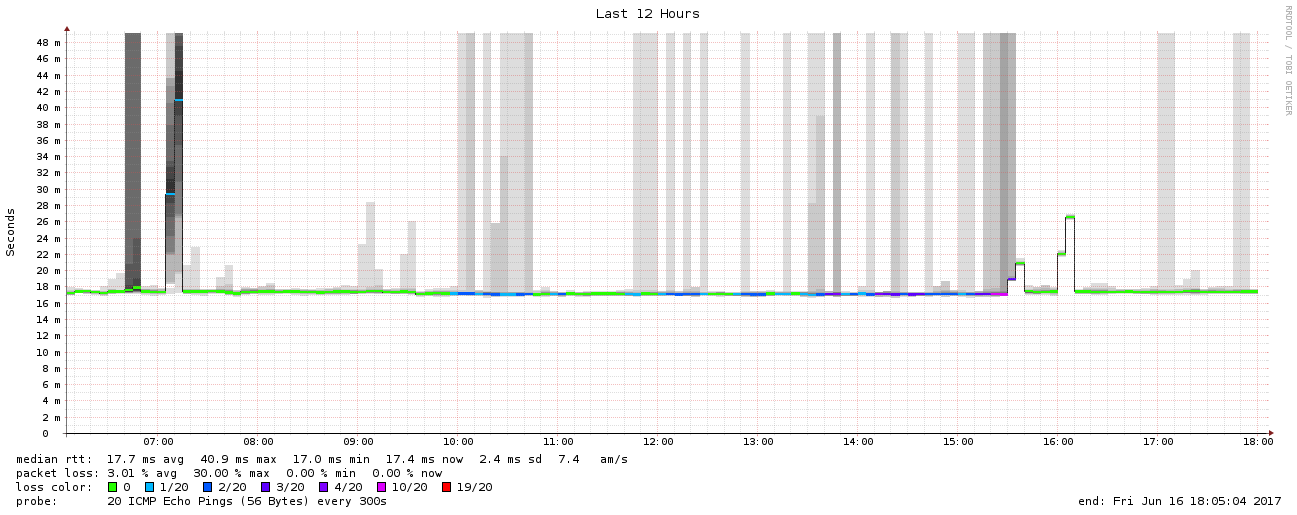 Last 12 Hours
RRDTOOL / TOBI OETIKER
Seconds
48 m
46 m
44 m
42 m
40 m
38 m
36 m
34 m
32 m
30 m
28 m
26 m
24 m
22 m
20 m
18 m
16 m
14 m
12 m
10 m
8 m
6 m
4 m
2 m
0
07:00 08:00 09:00 10:00 11:00 12:00 13:00 14:00 15:00 16:00 17:00 18:00
median rtt: 17.7 ms avg 40.9 ms max 17.0 ms min 17.4 ms now 2.4 ms sd 7.4 am/s
packet loss: 3.01 % avg 30.00 % max 0.00 % min 0.00 % now
loss color: 0 1/20 2/20 3/20 4/20 10/20 19/20
probe: 20 ICMP Echo Pings (56 Bytes) every 300s end: Fri Jun 16 18:05:04 2017